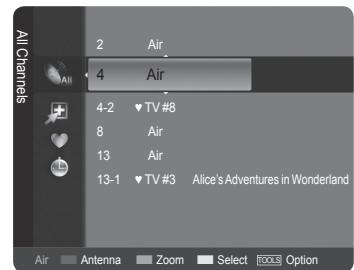 All Channels
All
2 Air
4 Air
4-2 ♥ TV #8
8 Air
13 Air
13-1 ♥ TV #3 Alice's Adventures in Wonderland
Air Antenna Zoom Select TOOLS Option